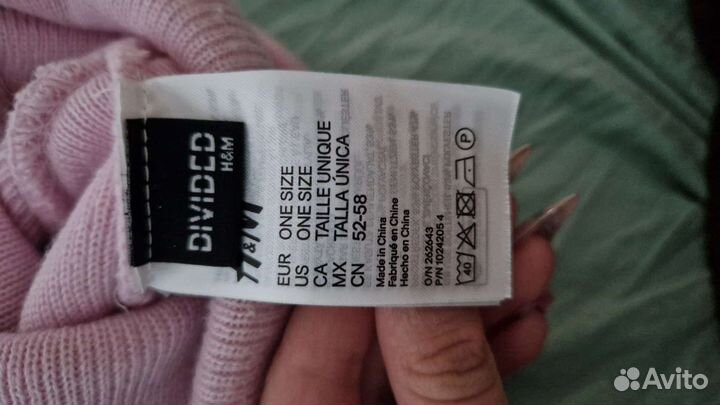 DIVIDED
H&M
H&M
EUR ONE SIZE
US ONE SIZE
CA TAILLE UNIQUE
MX TALLA ÚNICA
CN 52-58
Made in China
Fabriqué en Chine
Hecho en China
O/N 262643
P/N 1024205 4
40
P
Avito